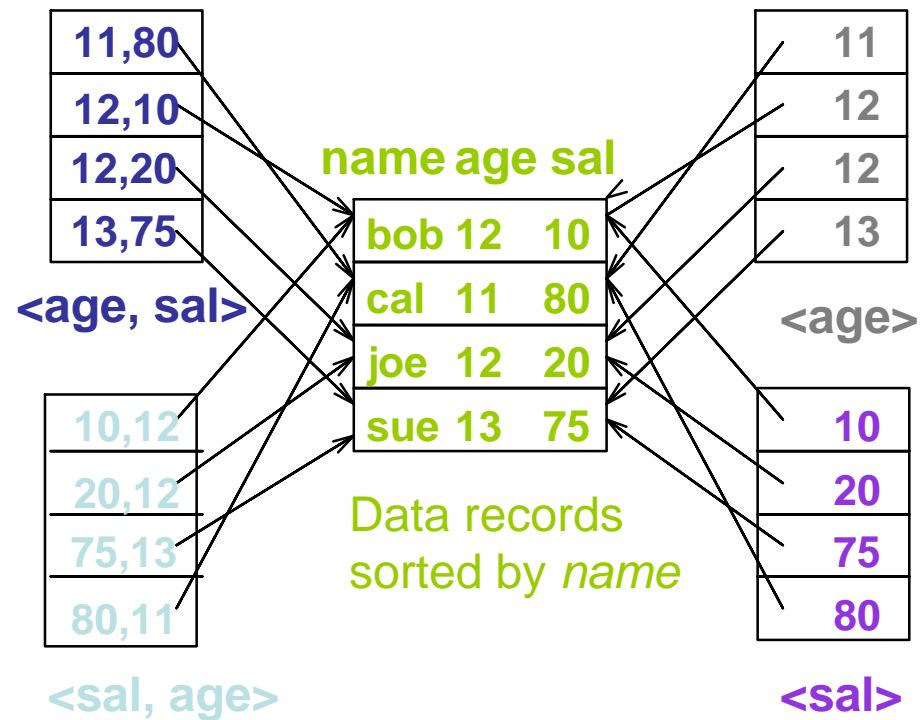 11,80
12,10
12,20
13,75
<age, sal>
10,12
20,12
75,13
80,11
<sal, age>
name age sal
bob 12 10
cal 11 80
joe 12 20
sue 13 75
Data records
sorted by name
11
12
12
13
<age>
10
20
75
80
<sal>